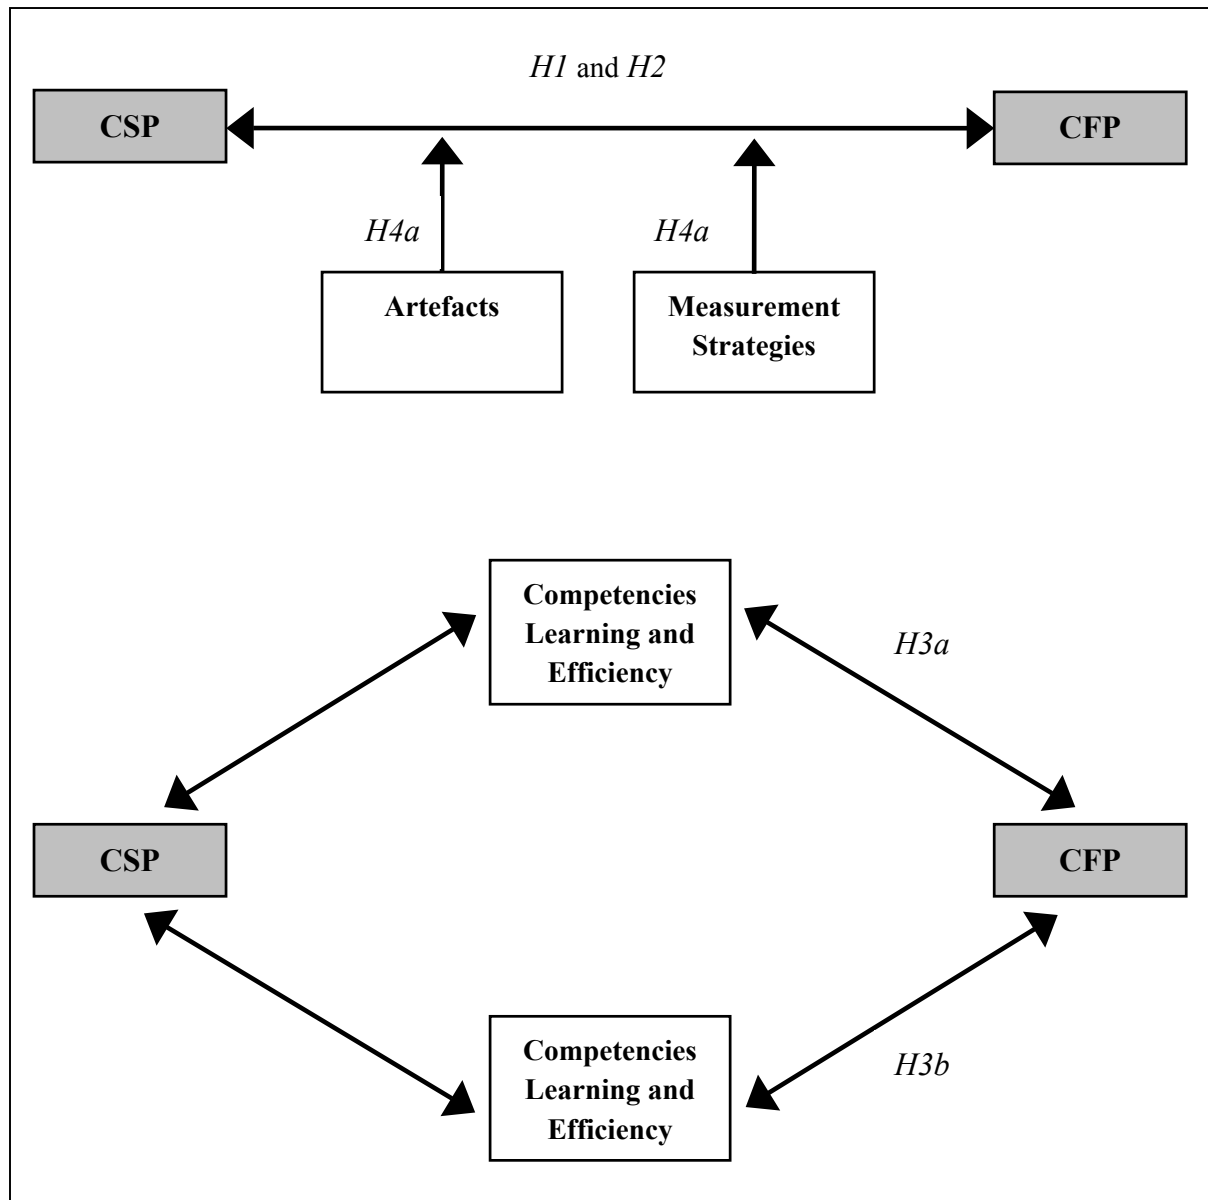 H1 and H2
CSP
CFP
H4a
H4a
Artefacts
Measurement
Strategies
Competencies
Learning and
Efficiency
H3a
CSP
CFP
Competencies
Learning and
Efficiency
H3b